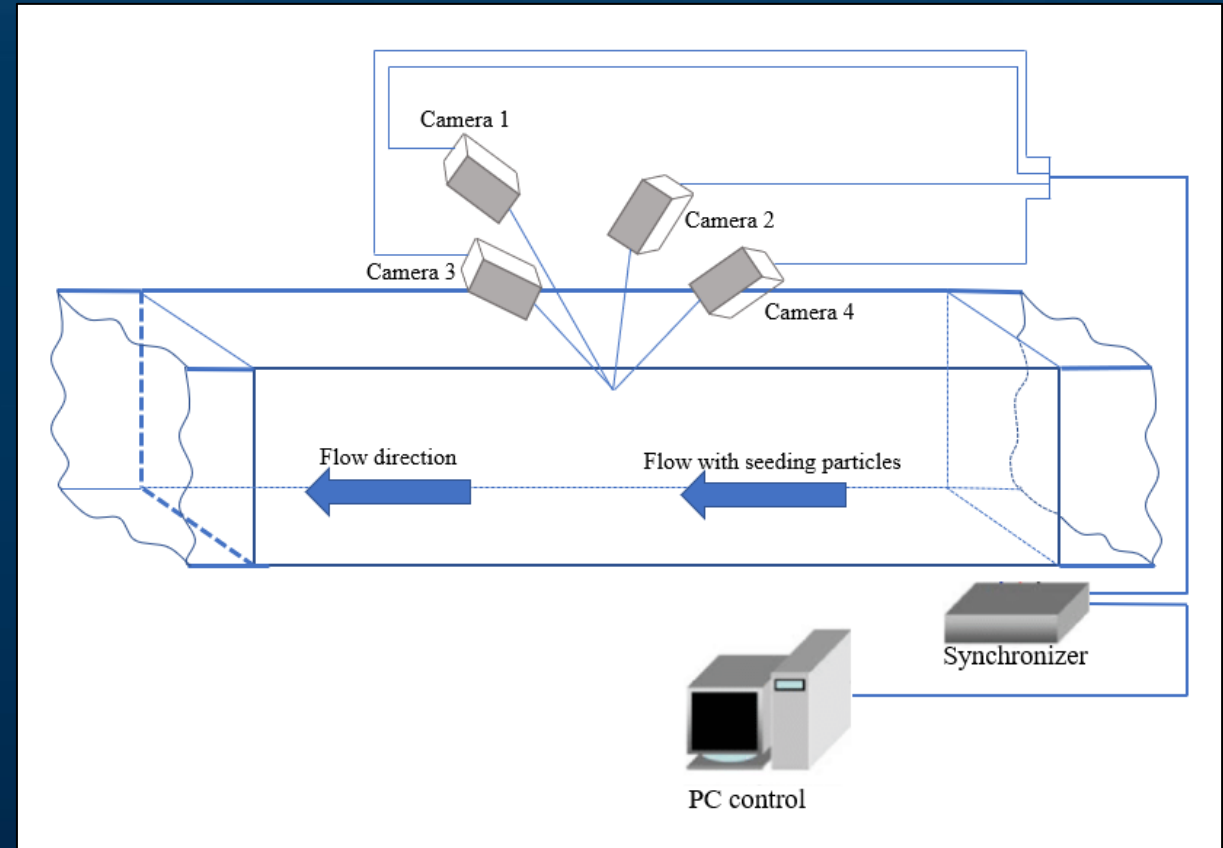 Camera 1
Camera 2
Camera 3
Camera 4
Flow direction
Flow with seeding particles
Synchronizer
PC control